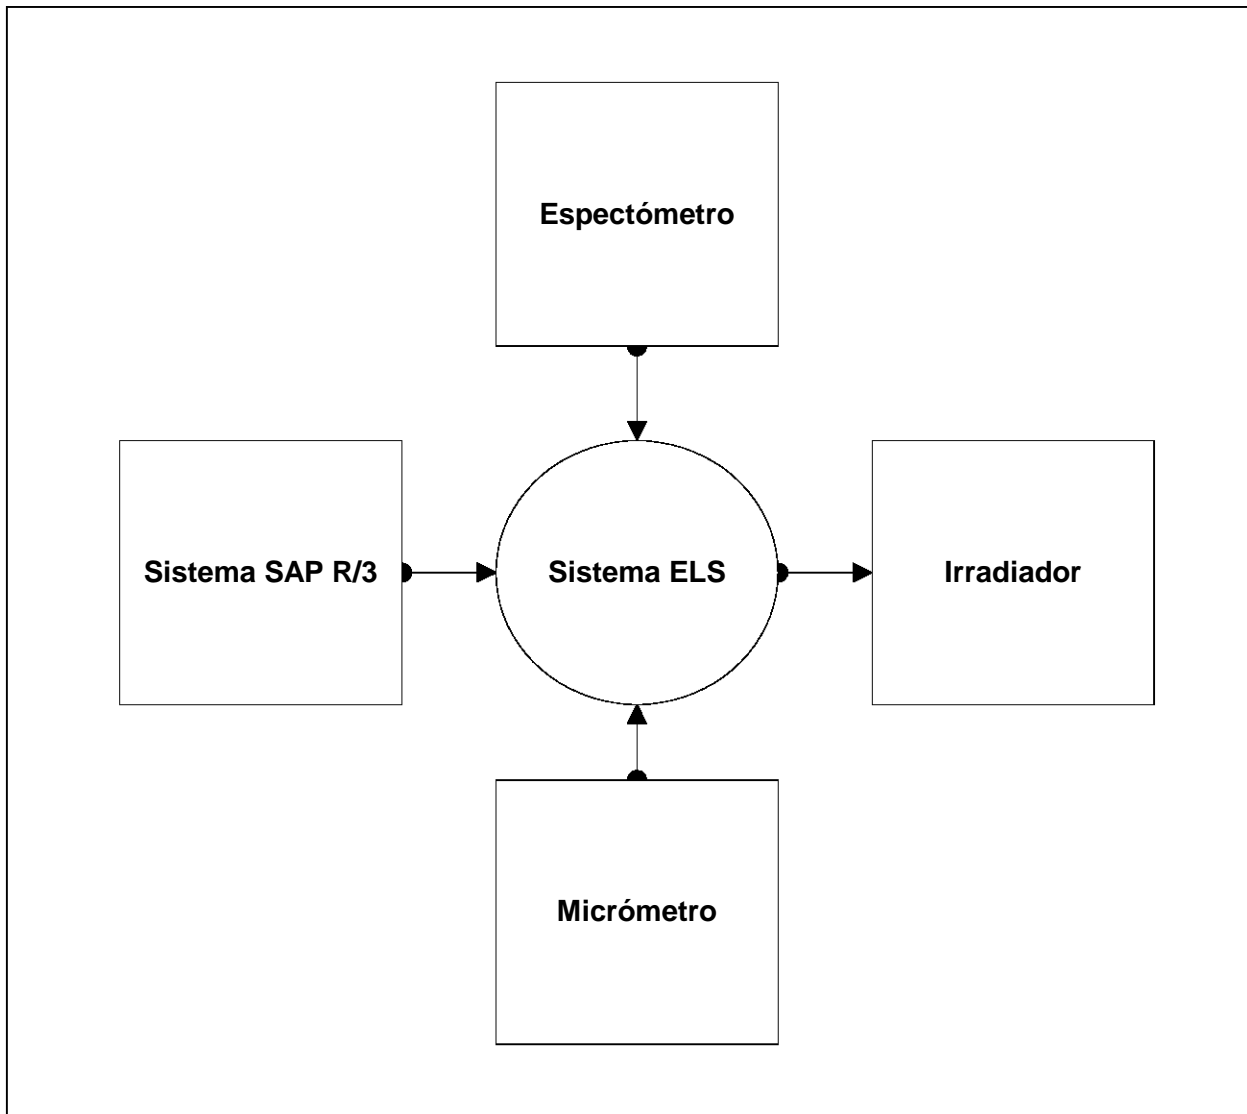 Espectómetro
Sistema SAP R/3
Sistema ELS
Irradiador
Micrómetro